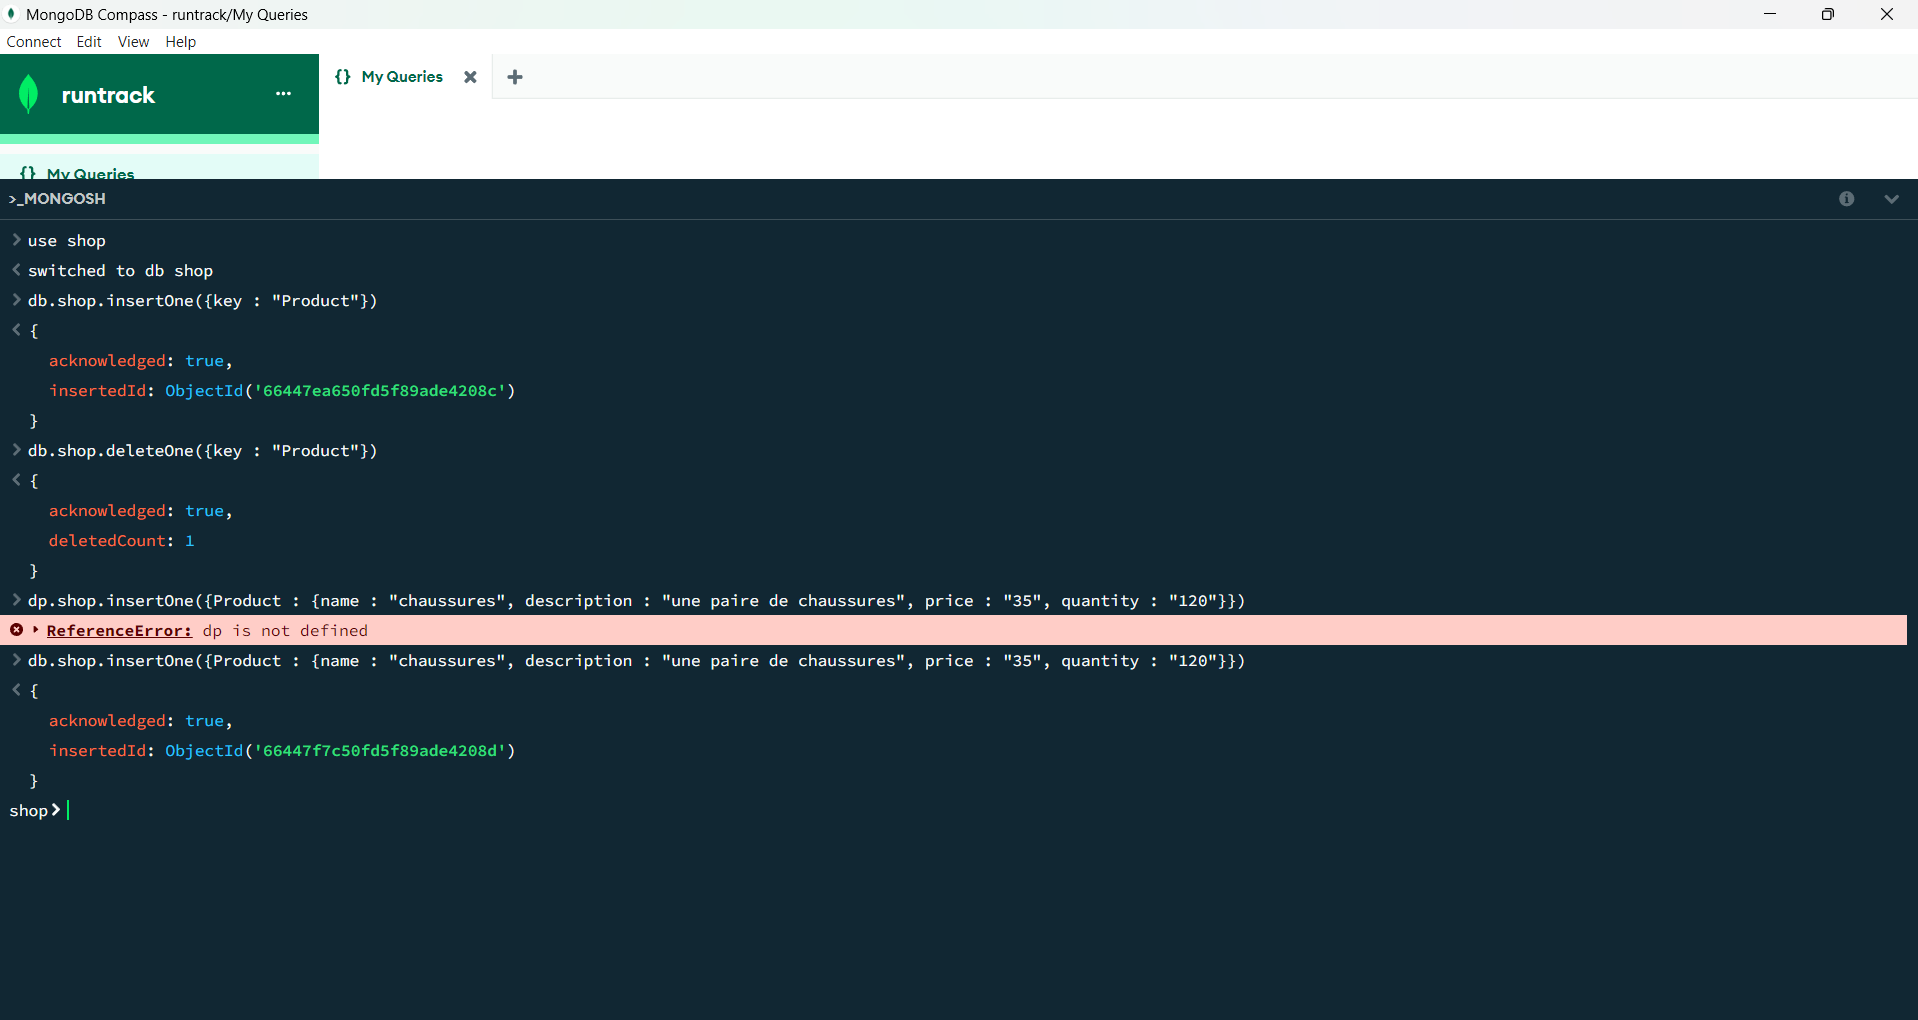 MongoDB Compass - runtrack/My Queries
Connect Edit View Help
runtrack ...
{} My Queries
{} My Queries
>_MONGOSH
> use shop
< switched to db shop
> db.shop.insertOne({key : "Product"})
< {
acknowledged: true,
insertedId: ObjectId('66447ea650fd5f89ade4208c')
}
> db.shop.deleteOne({key : "Product"})
< {
acknowledged: true,
deletedCount: 1
}
> dp.shop.insertOne({Product : {name : "chaussures", description : "une paire de chaussures", price : "35", quantity : "120"}})
ReferenceError: dp is not defined
> db.shop.insertOne({Product : {name : "chaussures", description : "une paire de chaussures", price : "35", quantity : "120"}})
< {
acknowledged: true,
insertedId: ObjectId('66447f7c50fd5f89ade4208d')
}
shop>